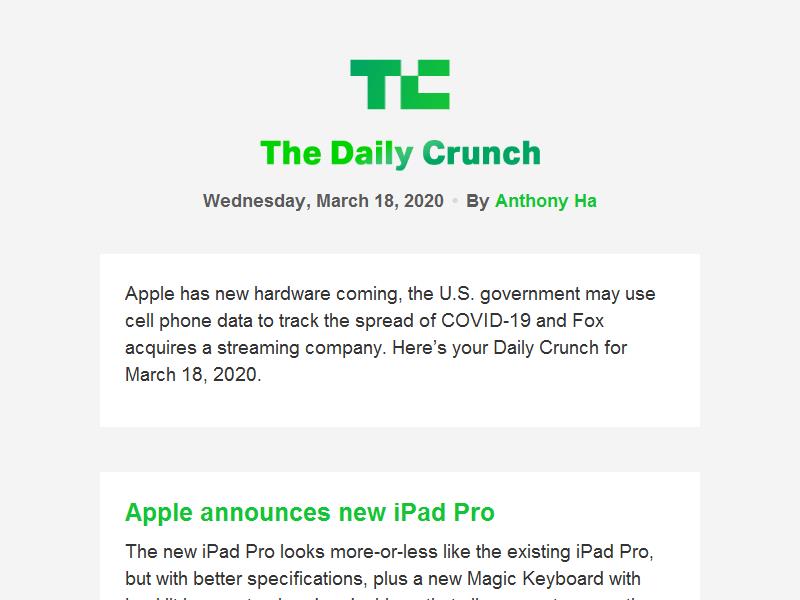 TC
The Daily Crunch
Wednesday, March 18, 2020 • By Anthony Ha
Apple has new hardware coming, the U.S. government may use
cell phone data to track the spread of COVID-19 and Fox
acquires a streaming company. Here’s your Daily Crunch for
March 18, 2020.
Apple announces new iPad Pro
The new iPad Pro looks more-or-less like the existing iPad Pro,
but with better specifications, plus a new Magic Keyboard with